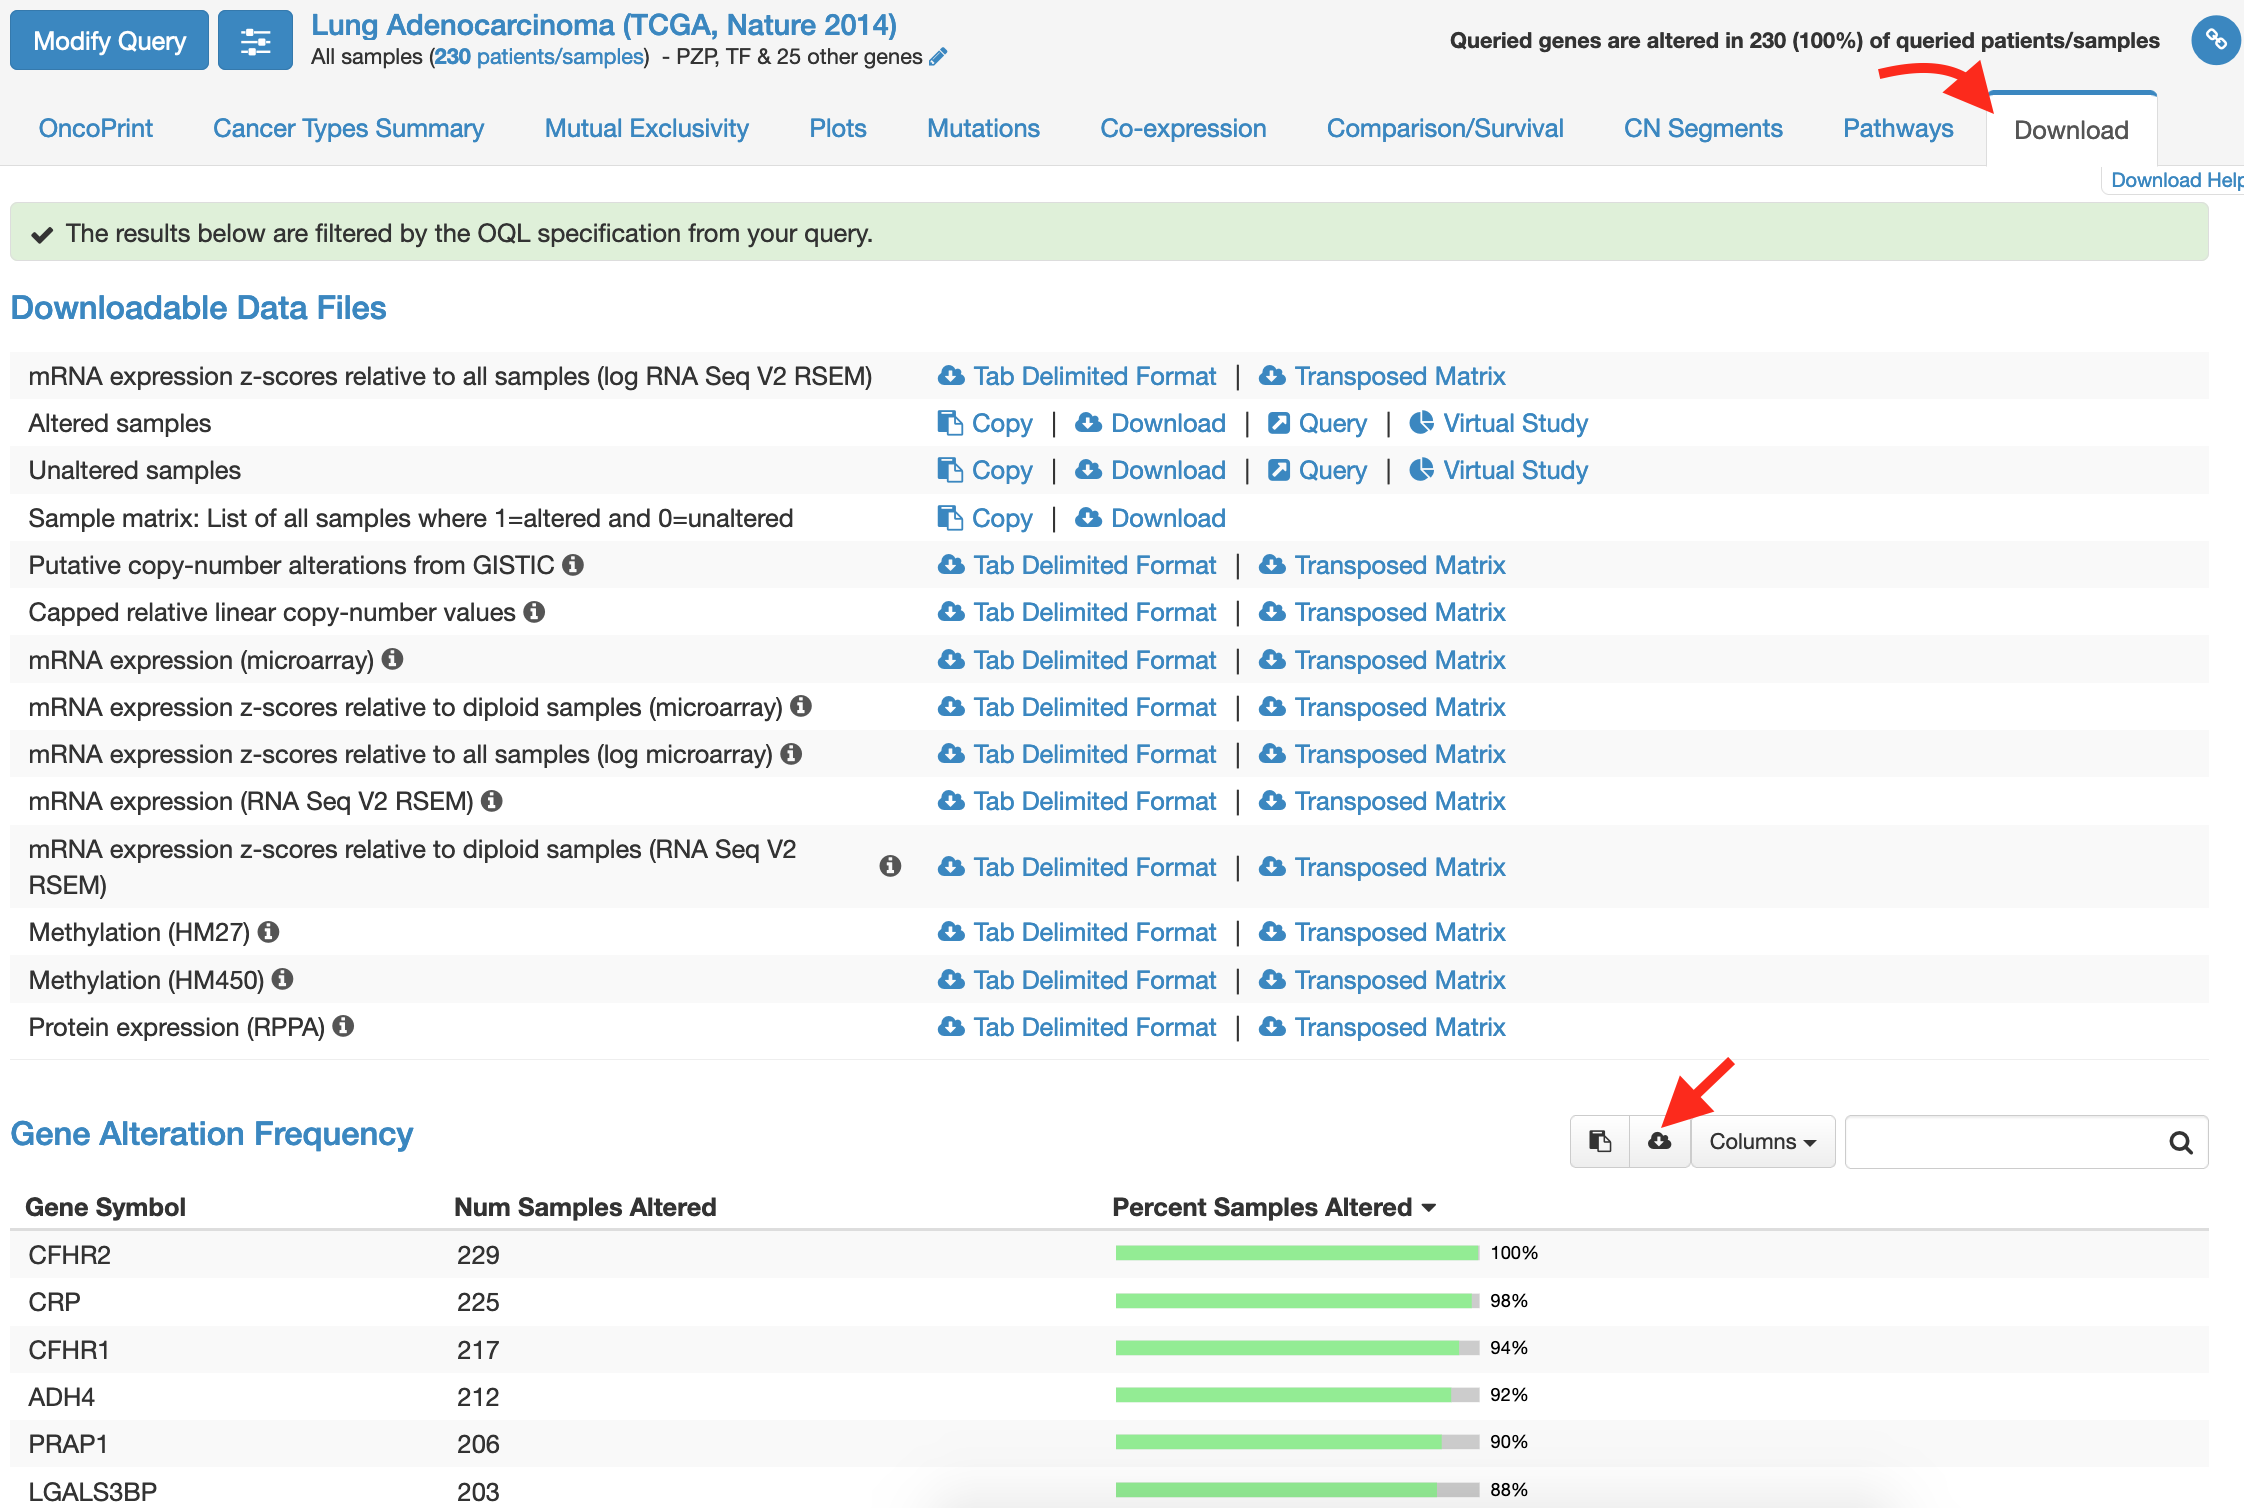 Modify Query
Lung Adenocarcinoma (TCGA, Nature 2014)
All samples (230 patients/samples) - PZP, TF & 25 other genes
Queried genes are altered in 230 (100%) of queried patients/samples
OncoPrint Cancer Types Summary Mutual Exclusivity Plots Mutations Co-expression Comparison/Survival CN Segments Pathways Download
Download Help
The results below are filtered by the OQL specification from your query.
Downloadable Data Files
mRNA expression z-scores relative to all samples (log RNA Seq V2 RSEM) Tab Delimited Format | Transposed Matrix
Altered samples Copy | Download | Query | Virtual Study
Unaltered samples Copy | Download | Query | Virtual Study
Sample matrix: List of all samples where 1=altered and 0=unaltered Copy | Download
Putative copy-number alterations from GISTIC Tab Delimited Format | Transposed Matrix
Capped relative linear copy-number values Tab Delimited Format | Transposed Matrix
mRNA expression (microarray) Tab Delimited Format | Transposed Matrix
mRNA expression z-scores relative to diploid samples (microarray) Tab Delimited Format | Transposed Matrix
mRNA expression z-scores relative to all samples (log microarray) Tab Delimited Format | Transposed Matrix
mRNA expression (RNA Seq V2 RSEM) Tab Delimited Format | Transposed Matrix
mRNA expression z-scores relative to diploid samples (RNA Seq V2
RSEM) Tab Delimited Format | Transposed Matrix
Methylation (HM27) Tab Delimited Format | Transposed Matrix
Methylation (HM450) Tab Delimited Format | Transposed Matrix
Protein expression (RPPA) Tab Delimited Format | Transposed Matrix
Gene Alteration Frequency
Columns
Gene Symbol Num Samples Altered Percent Samples Altered
CFHR2 229 100%
CRP 225 98%
CFHR1 217 94%
ADH4 212 92%
PRAP1 206 90%
LGALS3BP 203 88%